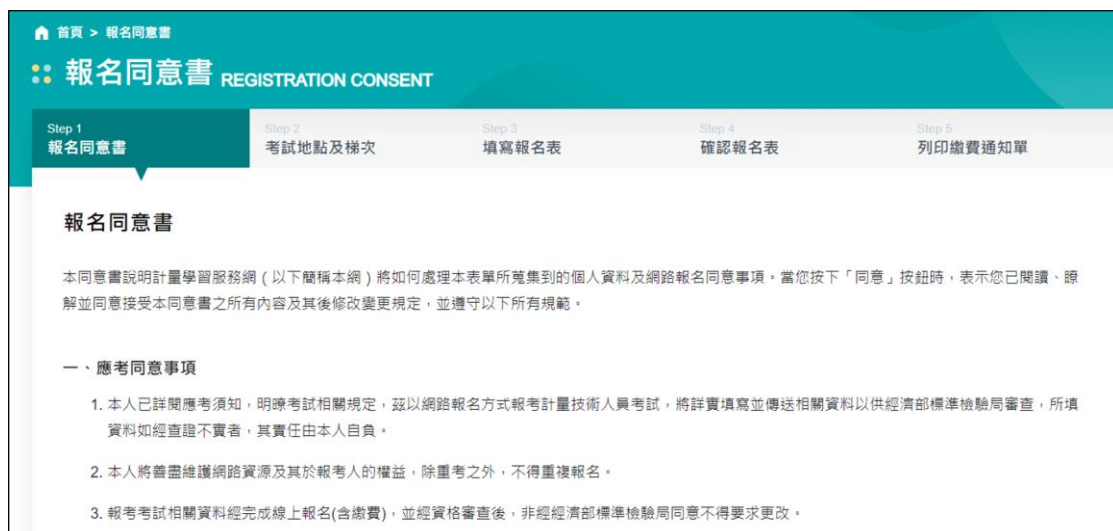 首頁 > 報名同意書
報名同意書 REGISTRATION CONSENT
Step 1
報名同意書
Step 2
考試地點及梯次
Step 3
填寫報名表
Step 4
確認報名表
Step 5
列印繳費通知單
報名同意書
本同意書說明計量學習服務網(以下簡稱本網)將如何處理本表單所蒐集到的個人資料及網路報名同意事項。當您按下「同意」按鈕時,表示您已閱讀、瞭
解並同意接受本同意書之所有內容及其後修改變更規定,並遵守以下所有規範。
一、應考同意事項
1. 本人已詳閱應考須知,明瞭考試相關規定,茲以網路報名方式報考計量技術人員考試,將詳實填寫並傳送相關資料以供經濟部標準檢驗局審查,所填
資料如經查證不實者,其責任由本人自負。
2. 本人將善盡維護網路資源及其於報考人的權益,除重考之外,不得重複報名。
3. 報考考試相關資料經完成線上報名(含繳費),並經資格審查後,非經經濟部標準檢驗局同意不得要求更改。